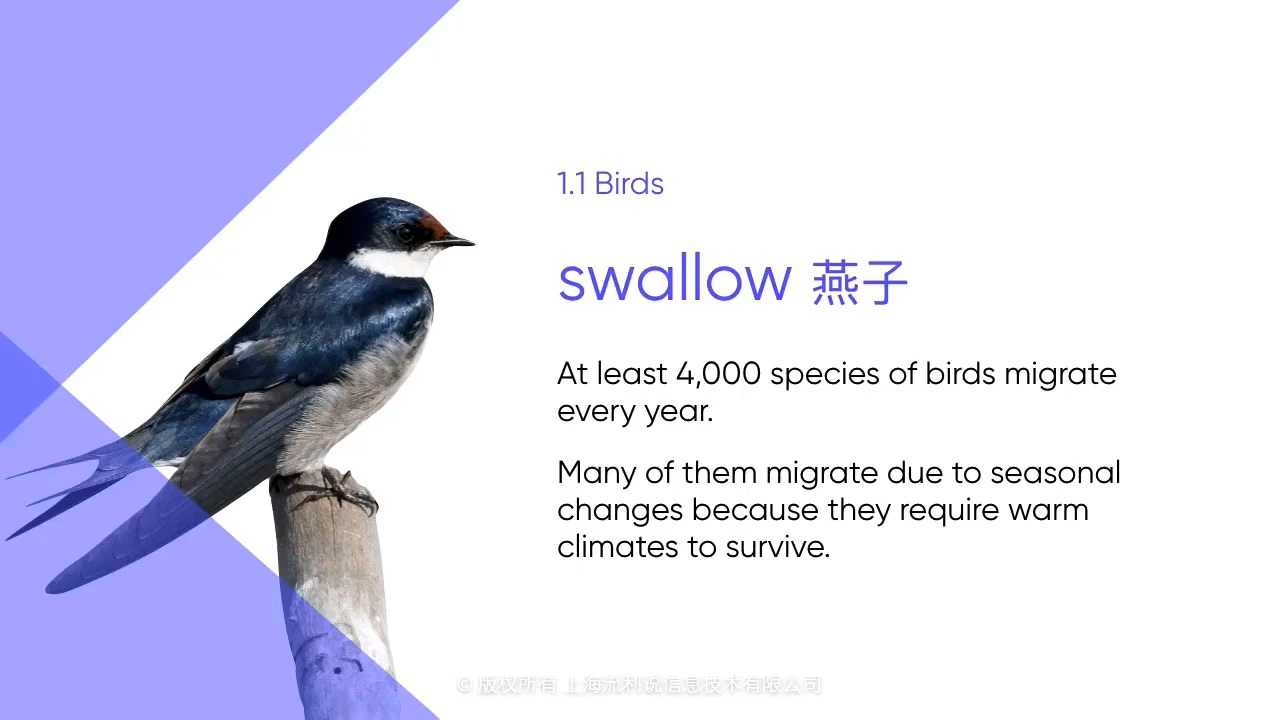 1.1 Birds
swallow 燕子
At least 4,000 species of birds migrate
every year.
Many of them migrate due to seasonal
changes because they require warm
climates to survive.
© 版权所有 上海流利说信息技术有限公司